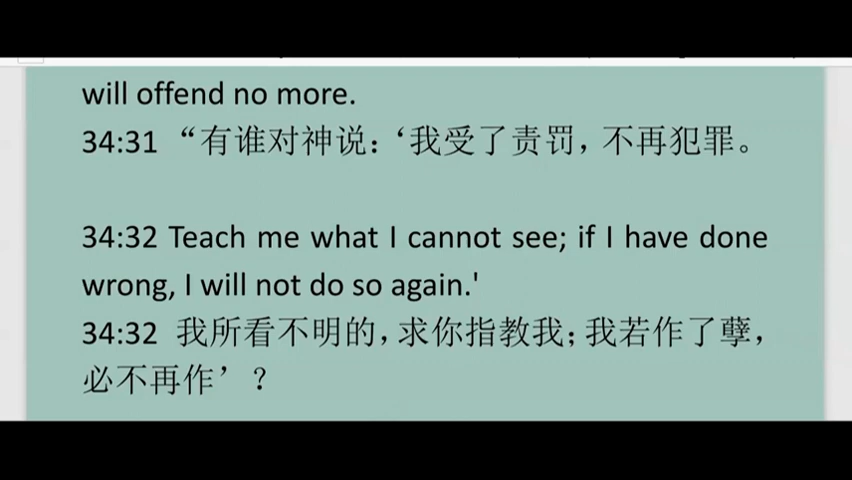 will offend no more.
34:31 “有谁对神说：‘我受了责罚，不再犯罪。
34:32 Teach me what I cannot see; if I have done
wrong, I will not do so again.'
34:32 我所看不明的，求你指教我；我若作了孽，
必不再作’？